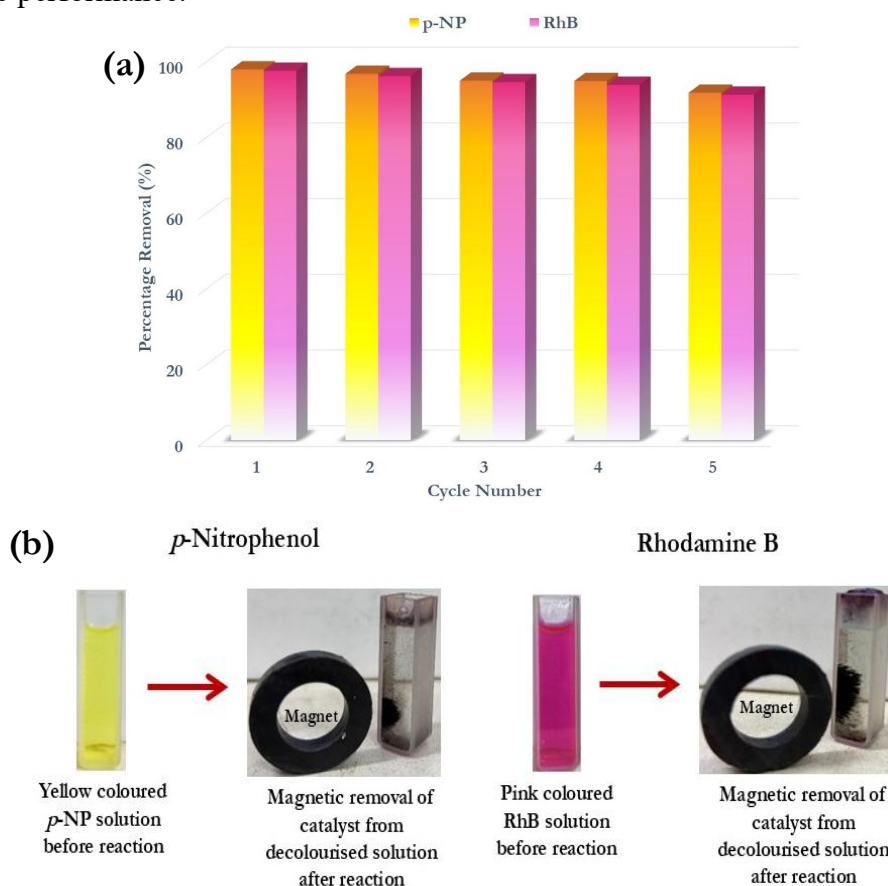 performance.
p-NP RhB
(a)
100
80
60
40
20
0
Percentage Removal (%)
1 2 3 4 5
Cycle Number
(b)
p-Nitrophenol Rhodamine B
Magnet
Magnet
Yellow coloured
p-NP solution
before reaction
Magnetic removal of
catalyst from
decolourised solution
after reaction
Pink coloured
RhB solution
before reaction
Magnetic removal of
catalyst from
decolourised solution
after reaction